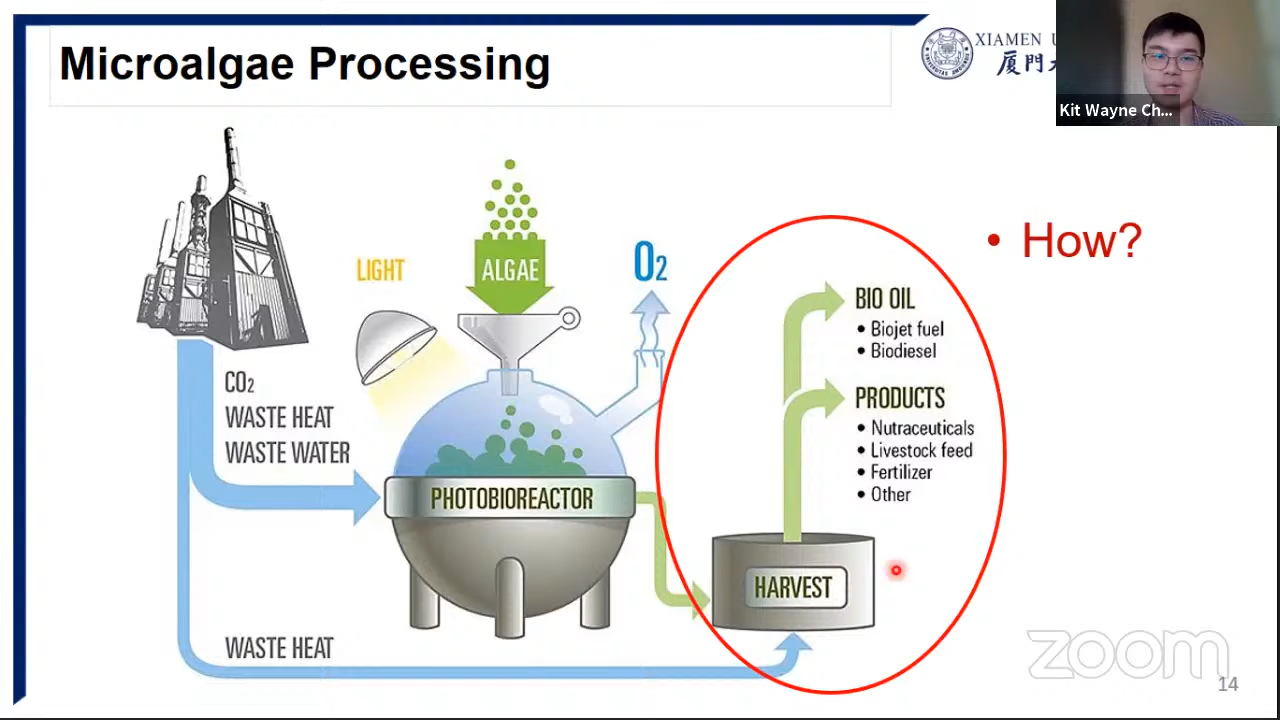 Microalgae Processing
XIAMEN U
厦門大
Kit Wayne Ch...
LIGHT
ALGAE
O2
• How?
BIO OIL
• Biojet fuel
• Biodiesel
CO2
WASTE HEAT
WASTE WATER
PRODUCTS
• Nutraceuticals
• Livestock feed
• Fertilizer
• Other
PHOTOBIOREACTOR
HARVEST
WASTE HEAT
zoom
14